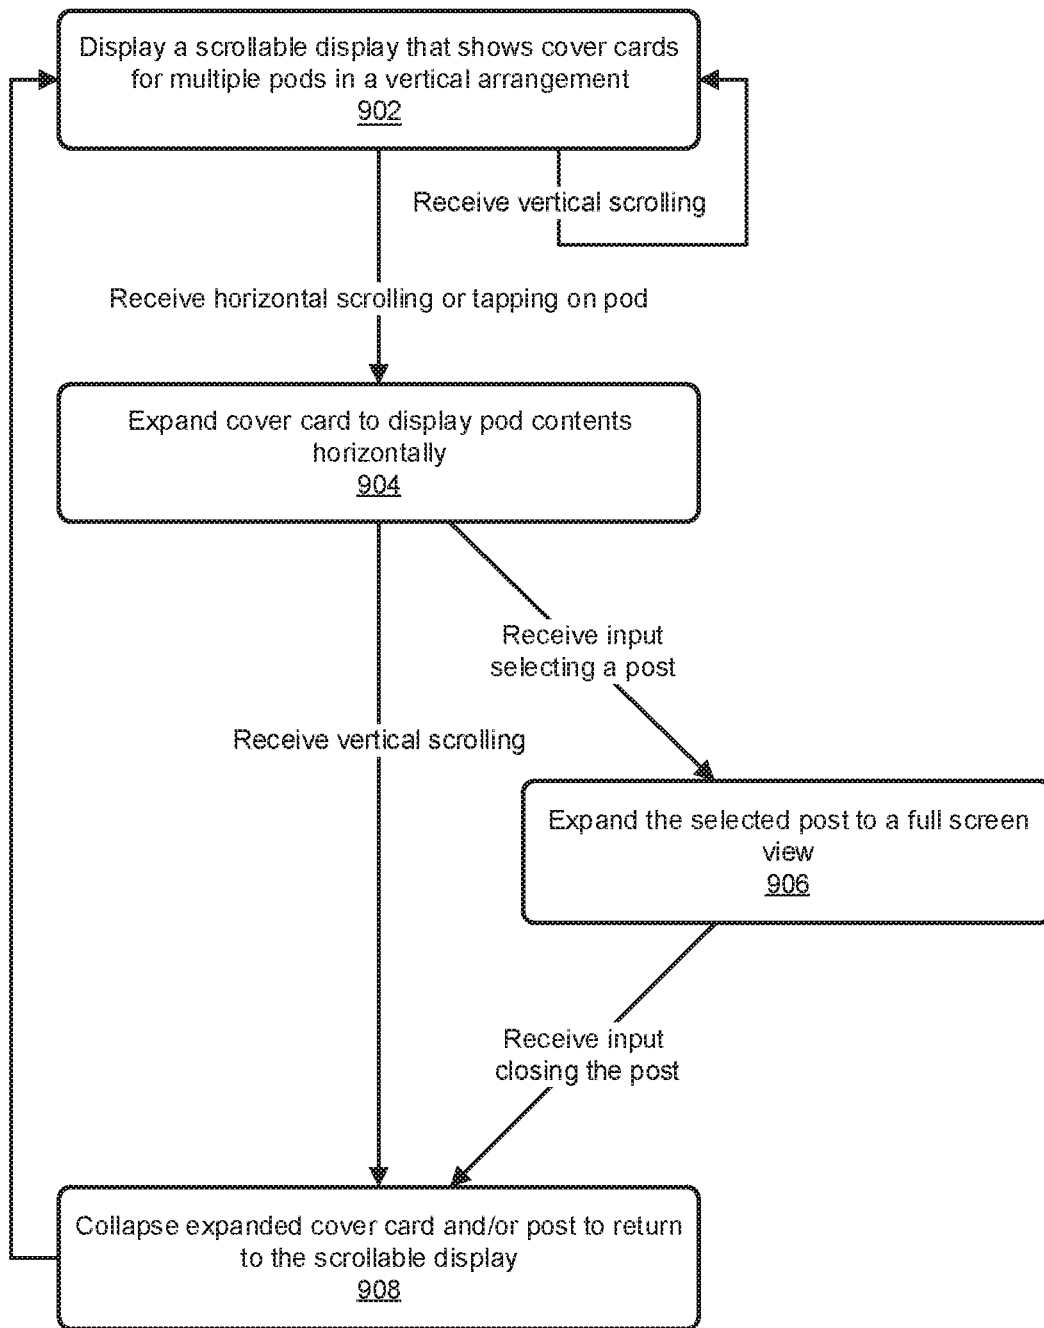 Display a scrollable display that shows cover cards
for multiple pods in a vertical arrangement
902
Receive vertical scrolling
Receive horizontal scrolling or tapping on pod
Expand cover card to display pod contents
horizontally
904
Receive input
selecting a post
Receive vertical scrolling
Expand the selected post to a full screen
view
906
Receive input
closing the post
Collapse expanded cover card and/or post to return
to the scrollable display
908